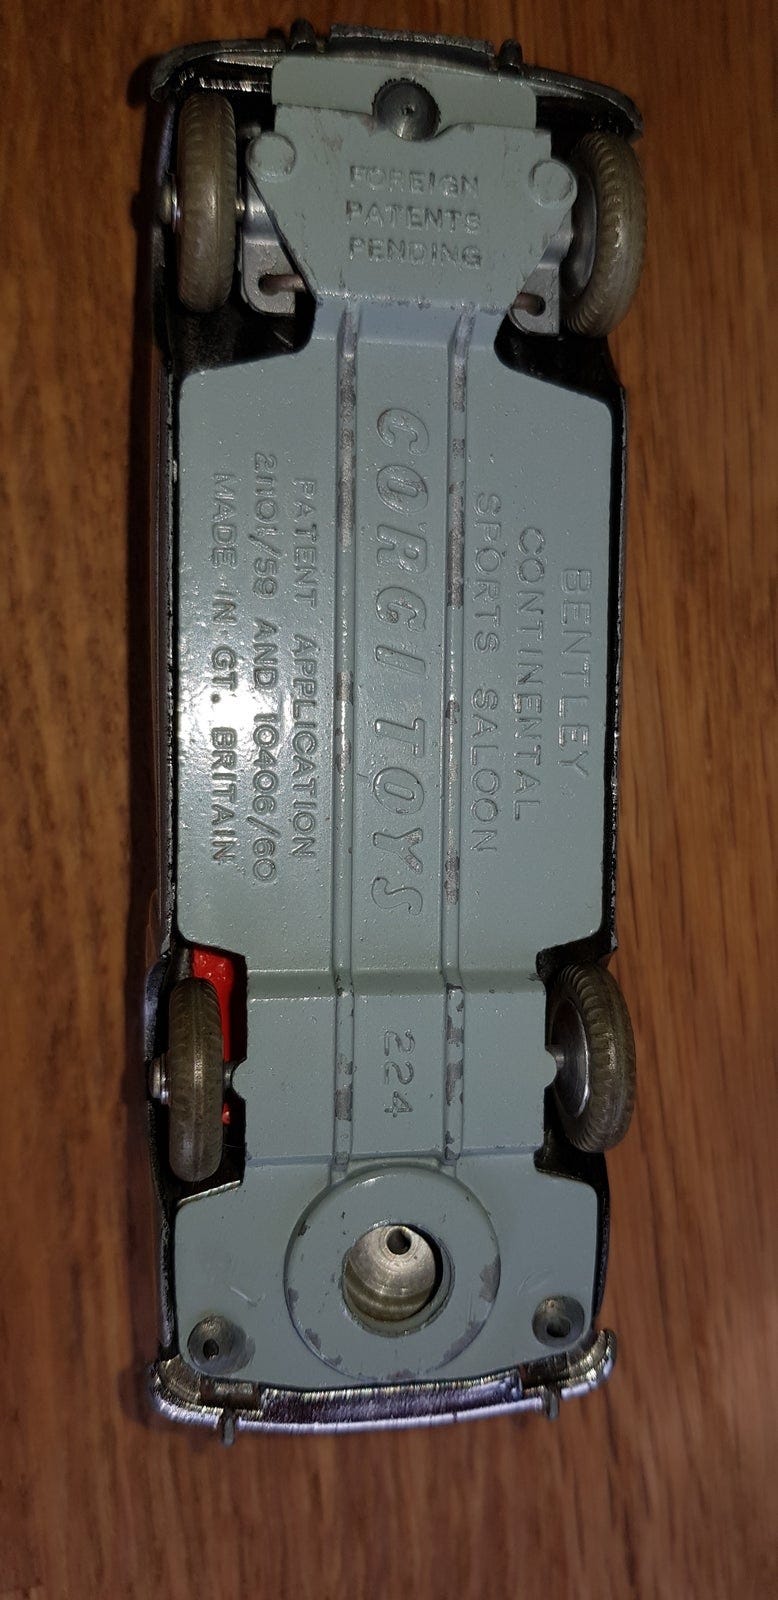 FOREIGN
PATENTS
PENDING
BENTLEY
CONTINENTAL
SPORTS SALOON
CORGI TOYS
PATENT APPLICATION
21101/59 AND 10406/60
MADE IN GT. BRITAIN
224